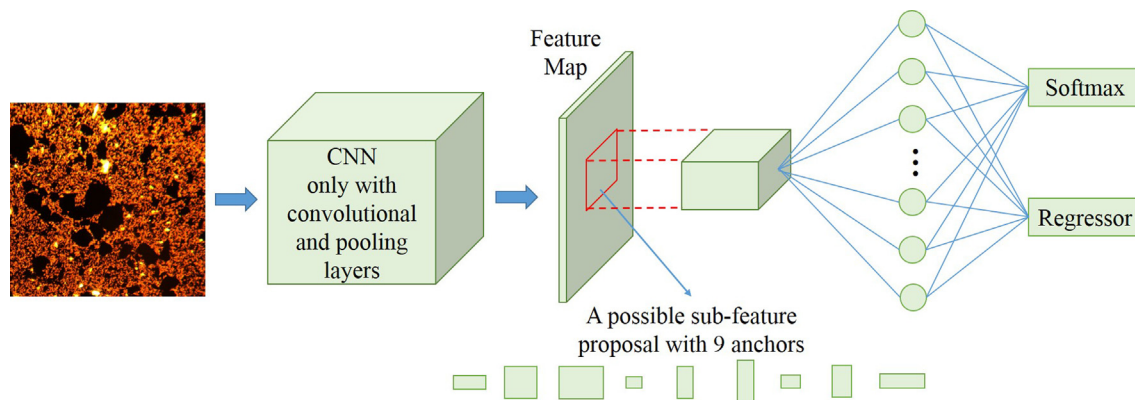 Feature
Map
CNN
only with
convolutional
and pooling
layers
A possible sub-feature
proposal with 9 anchors
Softmax
Regressor